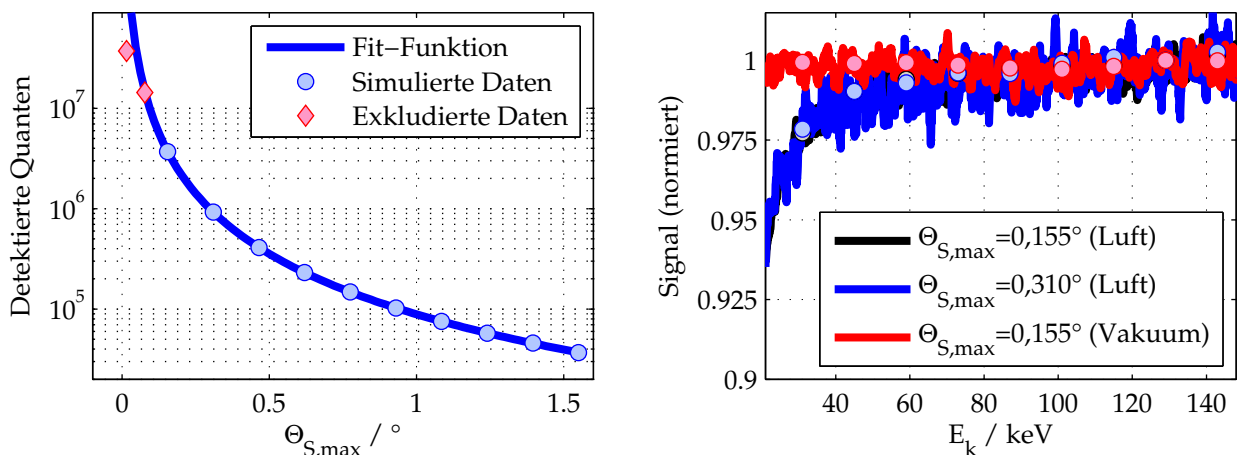 Detektierte Quanten
10^7
10^6
10^5
0
0.5
1
1.5
Θ_S,max / °
Fit−Funktion
Simulierte Daten
Exkludierte Daten
Signal (normiert)
1
0.975
0.95
0.925
0.9
40
60
80
100
120
140
E_k / keV
Θ_S,max=0,155° (Luft)
Θ_S,max=0,310° (Luft)
Θ_S,max=0,155° (Vakuum)